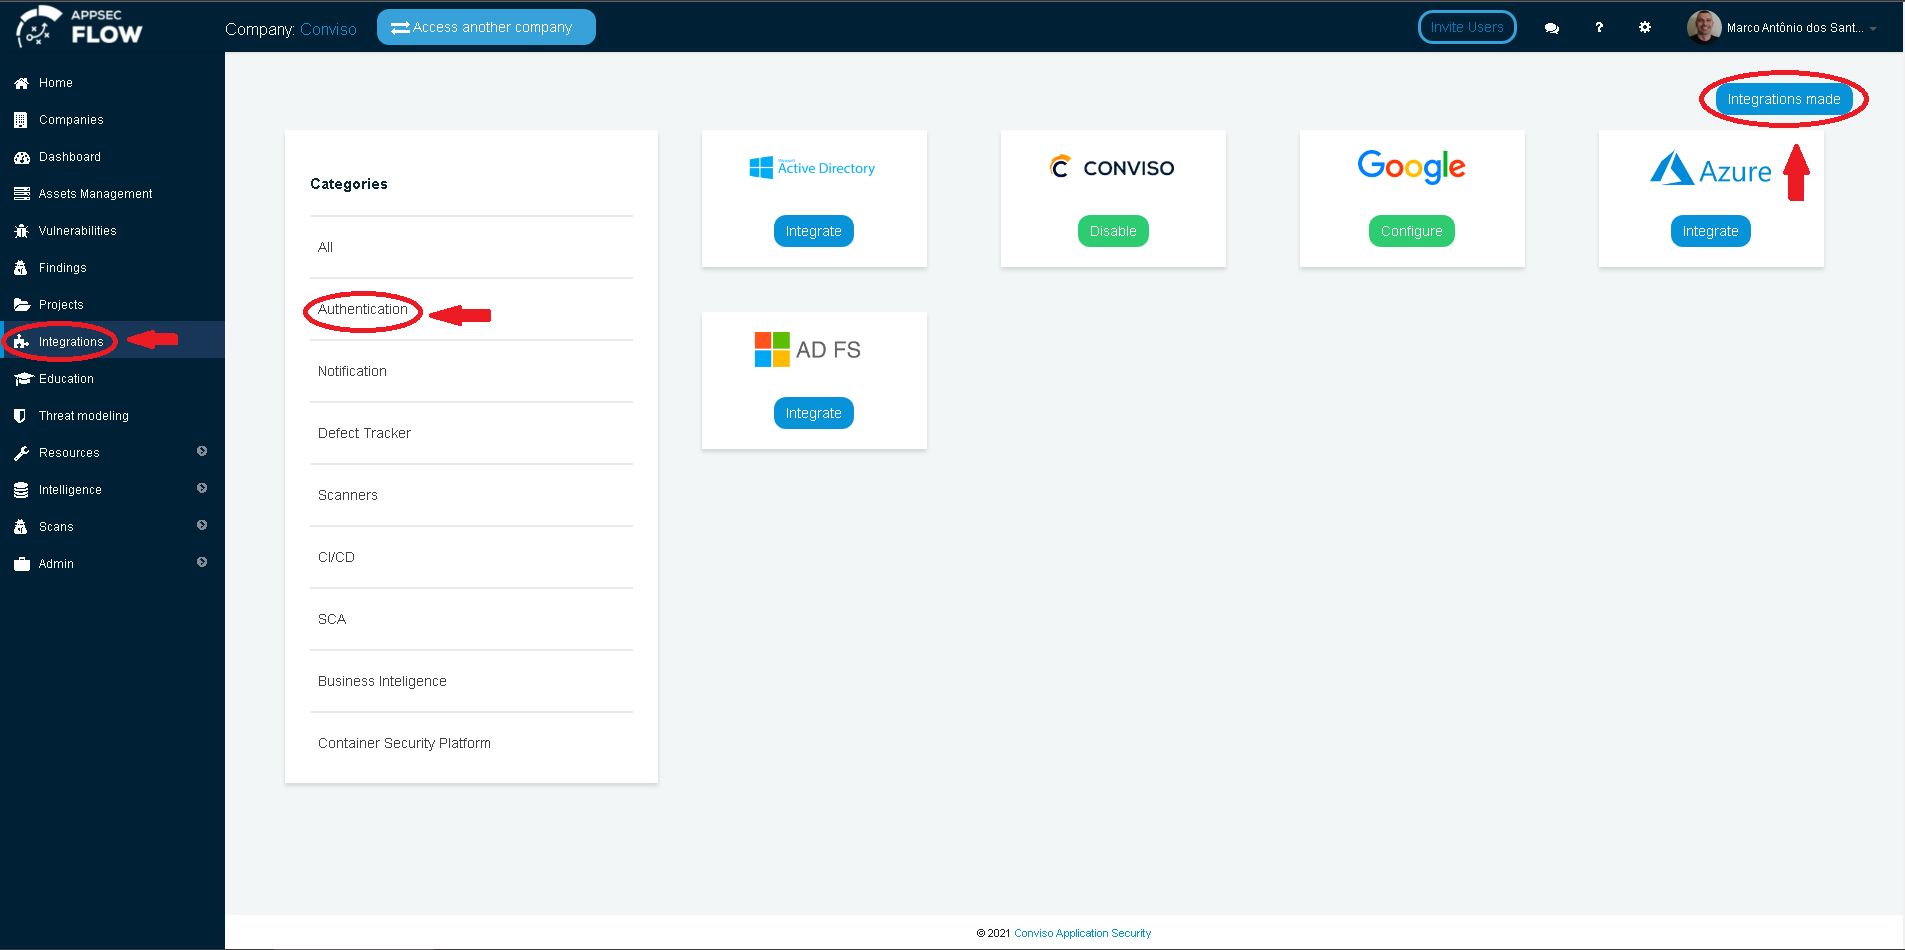 APPSEC
FLOW
Company: Conviso
Access another company
Invite Users
?
Marco Antônio dos Sant...
Home
Companies
Dashboard
Assets Management
Vulnerabilities
Findings
Projects
Integrations
Education
Threat modeling
Resources
Intelligence
Scans
Admin
Integrations made
Categories
All
Authentication
Notification
Defect Tracker
Scanners
CI/CD
SCA
Business Inteligence
Container Security Platform
Microsoft
Active Directory
Integrate
CONVISO
Disable
Google
Configure
Azure
Integrate
AD FS
Integrate
© 2021 Conviso Application Security